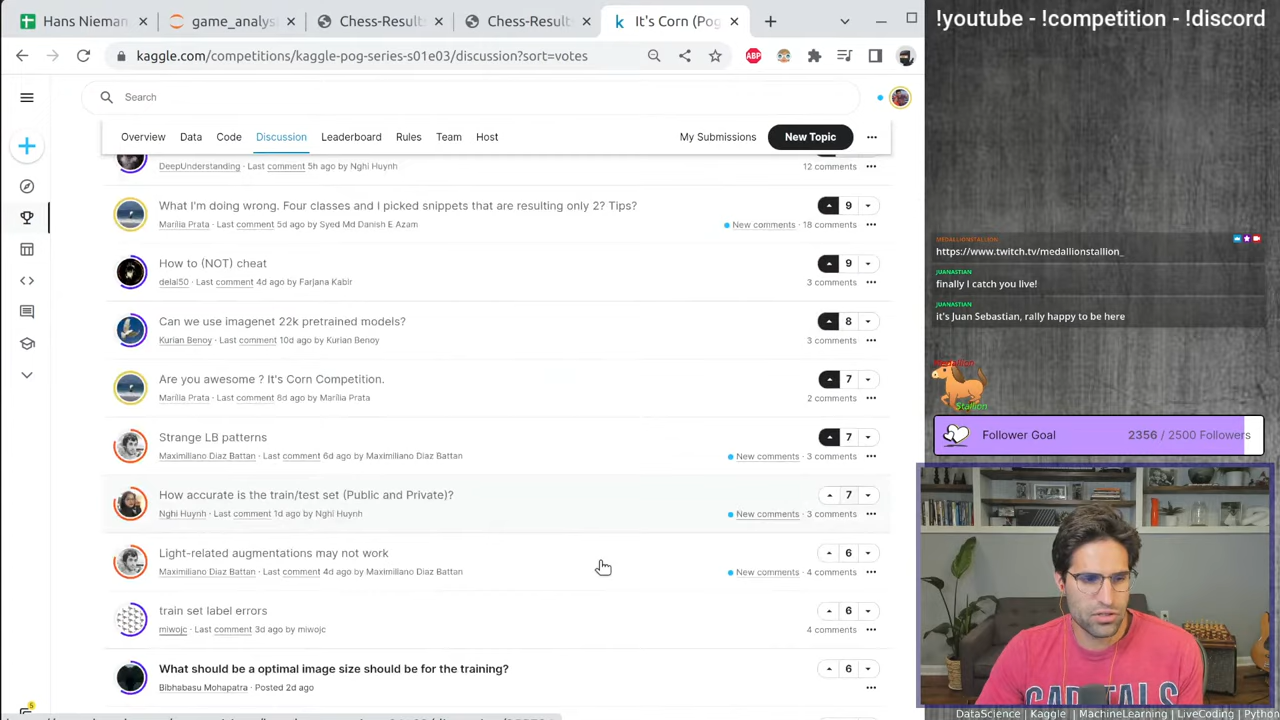 Hans Nieman
game_analys
Chess-Result
Chess-Result
It's Corn (Pog
!youtube - !competition - !discord
kaggle.com/competitions/kaggle-pog-series-s01e03/discussion?sort=votes
ABP
Search
Overview
Data
Code
Discussion
Leaderboard
Rules
Team
Host
My Submissions
New Topic
DeepUnderstanding · Last comment 5h ago by Nghi Huynh
12 comments
What I'm doing wrong. Four classes and I picked snippets that are resulting only 2? Tips?
9
Marília Prata · Last comment 5d ago by Syed Md Danish E Azam
New comments · 18 comments
How to (NOT) cheat
9
delai50 · Last comment 4d ago by Farjana Kabir
3 comments
Can we use imagenet 22k pretrained models?
8
Kurian Benoy · Last comment 10d ago by Kurian Benoy
3 comments
Are you awesome ? It's Corn Competition.
7
Marília Prata · Last comment 8d ago by Marília Prata
2 comments
Strange LB patterns
7
Maximiliano Diaz Battan · Last comment 6d ago by Maximiliano Diaz Battan
New comments · 3 comments
How accurate is the train/test set (Public and Private)?
7
Nghi Huynh · Last comment 1d ago by Nghi Huynh
New comments · 3 comments
Light-related augmentations may not work
6
Maximiliano Diaz Battan · Last comment 4d ago by Maximiliano Diaz Battan
New comments · 4 comments
train set label errors
6
miwojc · Last comment 3d ago by miwojc
4 comments
What should be a optimal image size should be for the training?
6
Bibhabasu Mohapatra · Posted 2d ago
MEDALLIONSTALLION_
https://www.twitch.tv/medallionstallion_
JUANASTIAN
finally I catch you live!
JUANASTIAN
it's Juan Sebastian, rally happy to be here
Medallion
Stallion
Follower Goal
2356 / 2500 Followers
CAPITALS
DataScience | Kaggle | MachineLearning | LiveCoding | Python